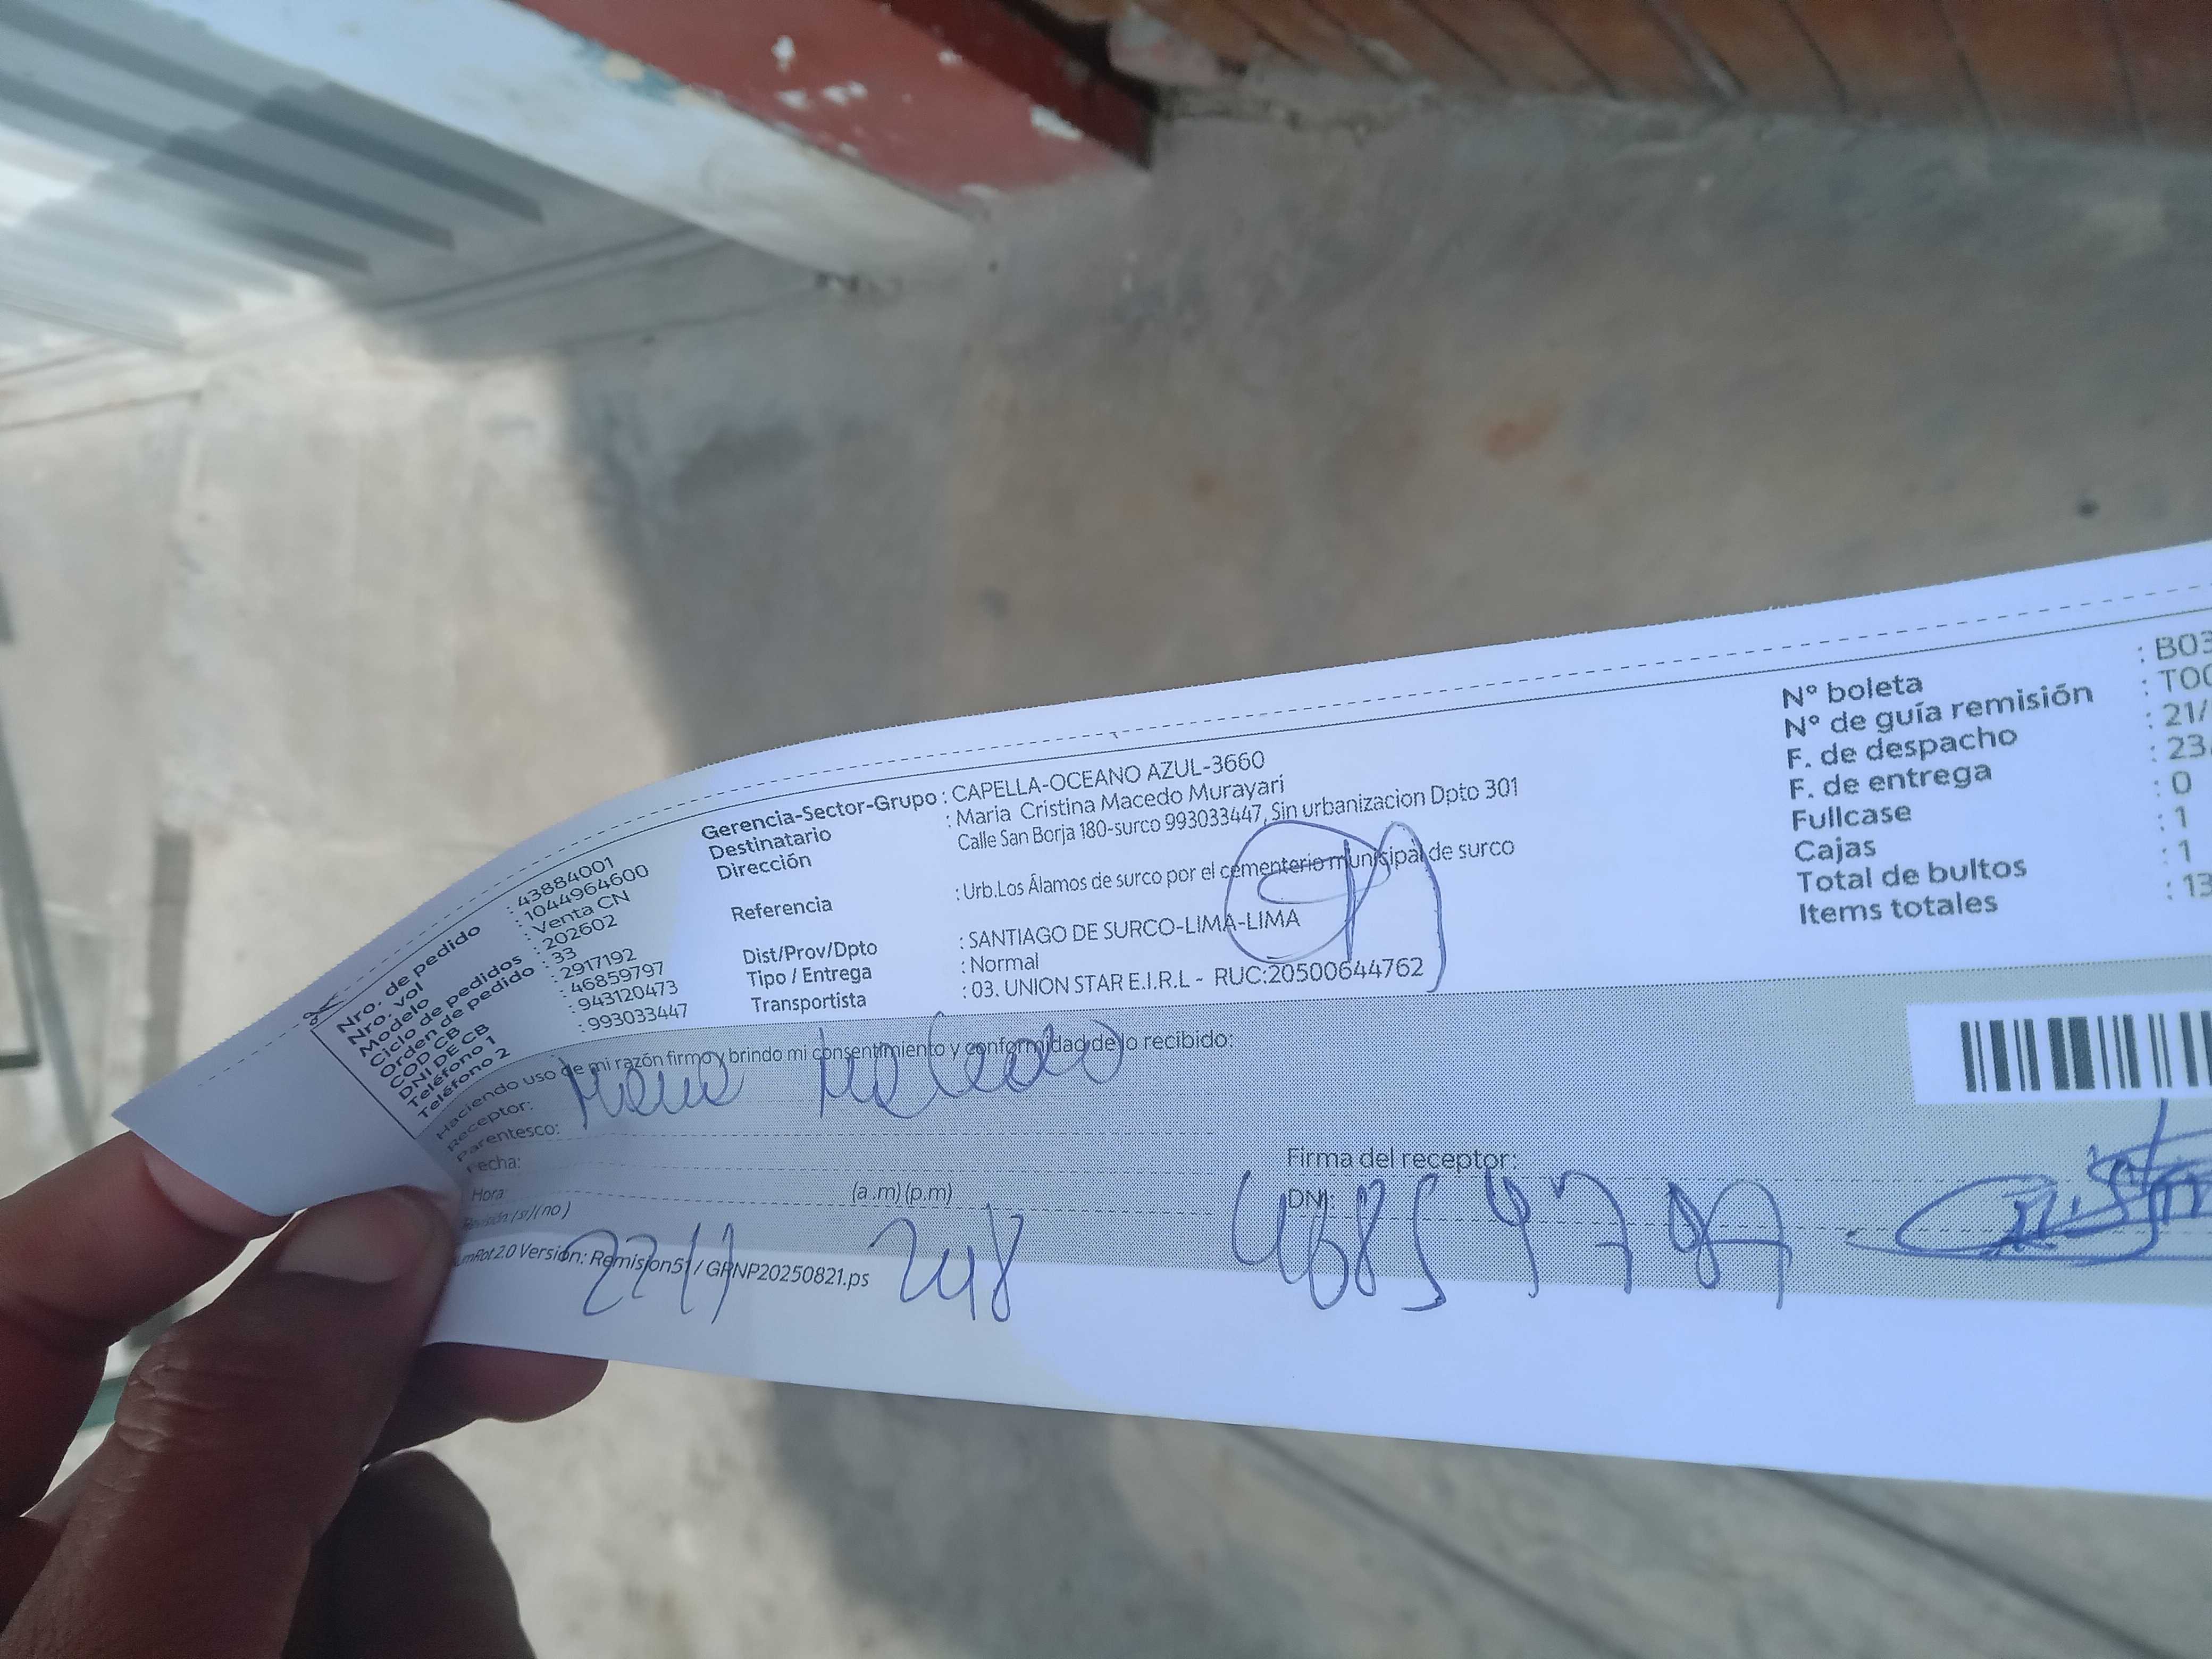 Nro. de pedido : 43884001
Nro. vol : 1044964600
Modelo : Venta CN
Ciclo de pedidos : 202602
Orden de pedido : 33
COD CB : 2917192
DNI DE CB : 46859797
Teléfono 1 : 943120473
Teléfono 2 : 993033447
Gerencia-Sector-Grupo : CAPELLA-OCEANO AZUL-3660
Destinatario : Maria Cristina Macedo Murayari
Dirección Calle San Borja 180-surco 993033447, Sin urbanizacion Dpto 301
Referencia : Urb.Los Álamos de surco por el cementerio municipal de surco
Dist/Prov/Dpto : SANTIAGO DE SURCO-LIMA-LIMA
Tipo / Entrega : Normal
Transportista : 03. UNION STAR E.I.R.L - RUC:20500644762
N° boleta : B03
N° de guía remisión : T00
F. de despacho : 21/
F. de entrega : 23
Fullcase : 0
Cajas : 1
Total de bultos : 1
Items totales : 13
Haciendo uso de mi razón firmo y brindo mi consentimiento y conformidad de lo recibido:
Receptor: Macedo
Parentesco:
Fecha:
Hora: (a.m)(p.m)
Revisión:(si)(no)
Firma del receptor:
DNI: 46859797
Version: Remision51 / GRNP20250821.ps
248